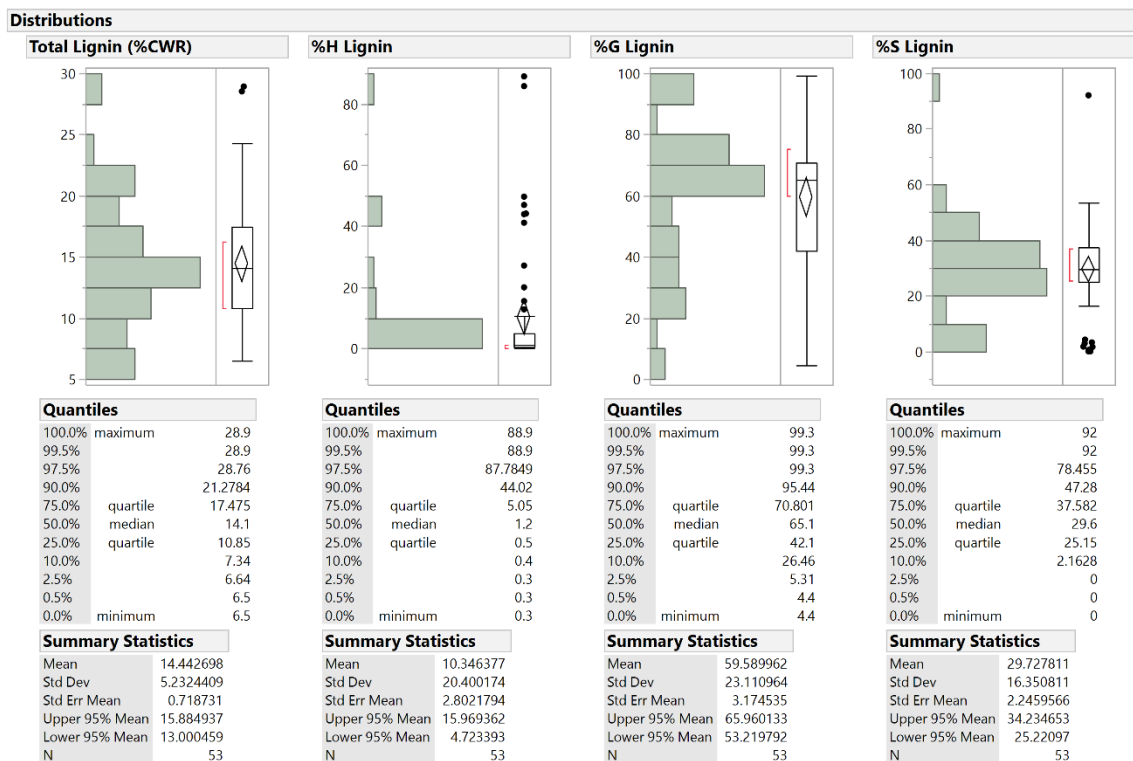 Distributions
Total Lignin (%CWR)
30
25
20
15
10
5
Quantiles
100.0% maximum 28.9
99.5% 28.9
97.5% 28.76
90.0% 21.2784
75.0% quartile 17.475
50.0% median 14.1
25.0% quartile 10.85
10.0% 7.34
2.5% 6.64
0.5% 6.5
0.0% minimum 6.5
Summary Statistics
Mean 14.442698
Std Dev 5.2324409
Std Err Mean 0.718731
Upper 95% Mean 15.884937
Lower 95% Mean 13.000459
N 53
%H Lignin
80
60
40
20
0
Quantiles
100.0% maximum 88.9
99.5% 88.9
97.5% 87.7849
90.0% 44.02
75.0% quartile 5.05
50.0% median 1.2
25.0% quartile 0.5
10.0% 0.4
2.5% 0.3
0.5% 0.3
0.0% minimum 0.3
Summary Statistics
Mean 10.346377
Std Dev 20.400174
Std Err Mean 2.8021794
Upper 95% Mean 15.969362
Lower 95% Mean 4.723393
N 53
%G Lignin
100
80
60
40
20
0
Quantiles
100.0% maximum 99.3
99.5% 99.3
97.5% 99.3
90.0% 95.44
75.0% quartile 70.801
50.0% median 65.1
25.0% quartile 42.1
10.0% 26.46
2.5% 5.31
0.5% 4.4
0.0% minimum 4.4
Summary Statistics
Mean 59.589962
Std Dev 23.110964
Std Err Mean 3.174535
Upper 95% Mean 65.960133
Lower 95% Mean 53.219792
N 53
%S Lignin
100
80
60
40
20
0
Quantiles
100.0% maximum 92
99.5% 92
97.5% 78.455
90.0% 47.28
75.0% quartile 37.582
50.0% median 29.6
25.0% quartile 25.15
10.0% 2.1628
2.5% 0
0.5% 0
0.0% minimum 0
Summary Statistics
Mean 29.727811
Std Dev 16.350811
Std Err Mean 2.2459566
Upper 95% Mean 34.234653
Lower 95% Mean 25.22097
N 53